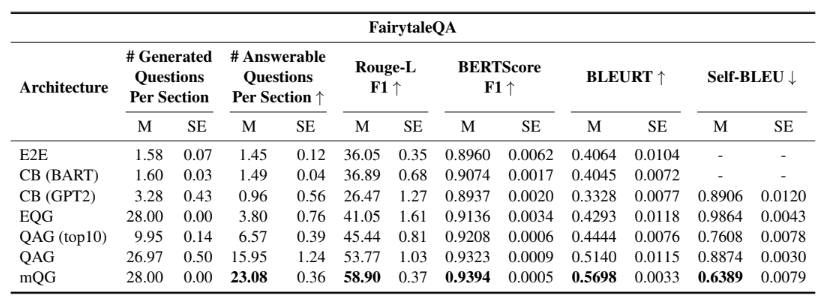 FairytaleQA
Architecture # Generated Questions Per Section # Answerable Questions Per Section ↑ Rouge-L F1 ↑ BERTScore F1 ↑ BLEURT ↑ Self-BLEU ↓
M SE M SE M SE M SE M SE M SE
E2E 1.58 0.07 1.45 0.12 36.05 0.35 0.8960 0.0062 0.4064 0.0104 - -
CB (BART) 1.60 0.03 1.49 0.04 36.89 0.68 0.9074 0.0017 0.4045 0.0072 - -
CB (GPT2) 3.28 0.43 0.96 0.56 26.47 1.27 0.8937 0.0020 0.3328 0.0077 0.8906 0.0120
EQG 28.00 0.00 3.80 0.76 41.05 1.61 0.9136 0.0034 0.4293 0.0118 0.9864 0.0043
QAG (top10) 9.95 0.14 6.57 0.39 45.44 0.81 0.9208 0.0006 0.4444 0.0076 0.7608 0.0078
QAG 26.97 0.50 15.95 1.24 53.77 1.03 0.9323 0.0009 0.5140 0.0115 0.8874 0.0030
mQG 28.00 0.00 23.08 0.36 58.90 0.37 0.9394 0.0005 0.5698 0.0033 0.6389 0.0079